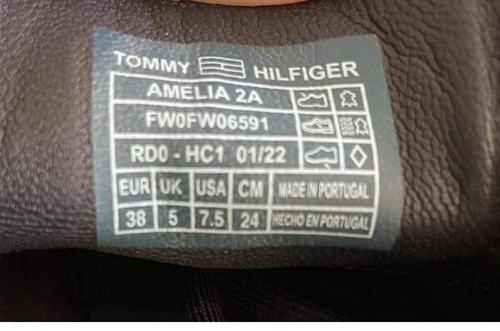 TOMMY HILFIGER
AMELIA 2A
FW0FW06591
RD0 - HC1 01/22
EUR UK USA CM MADE IN PORTUGAL
38 5 7.5 24 HECHO EN PORTUGAL